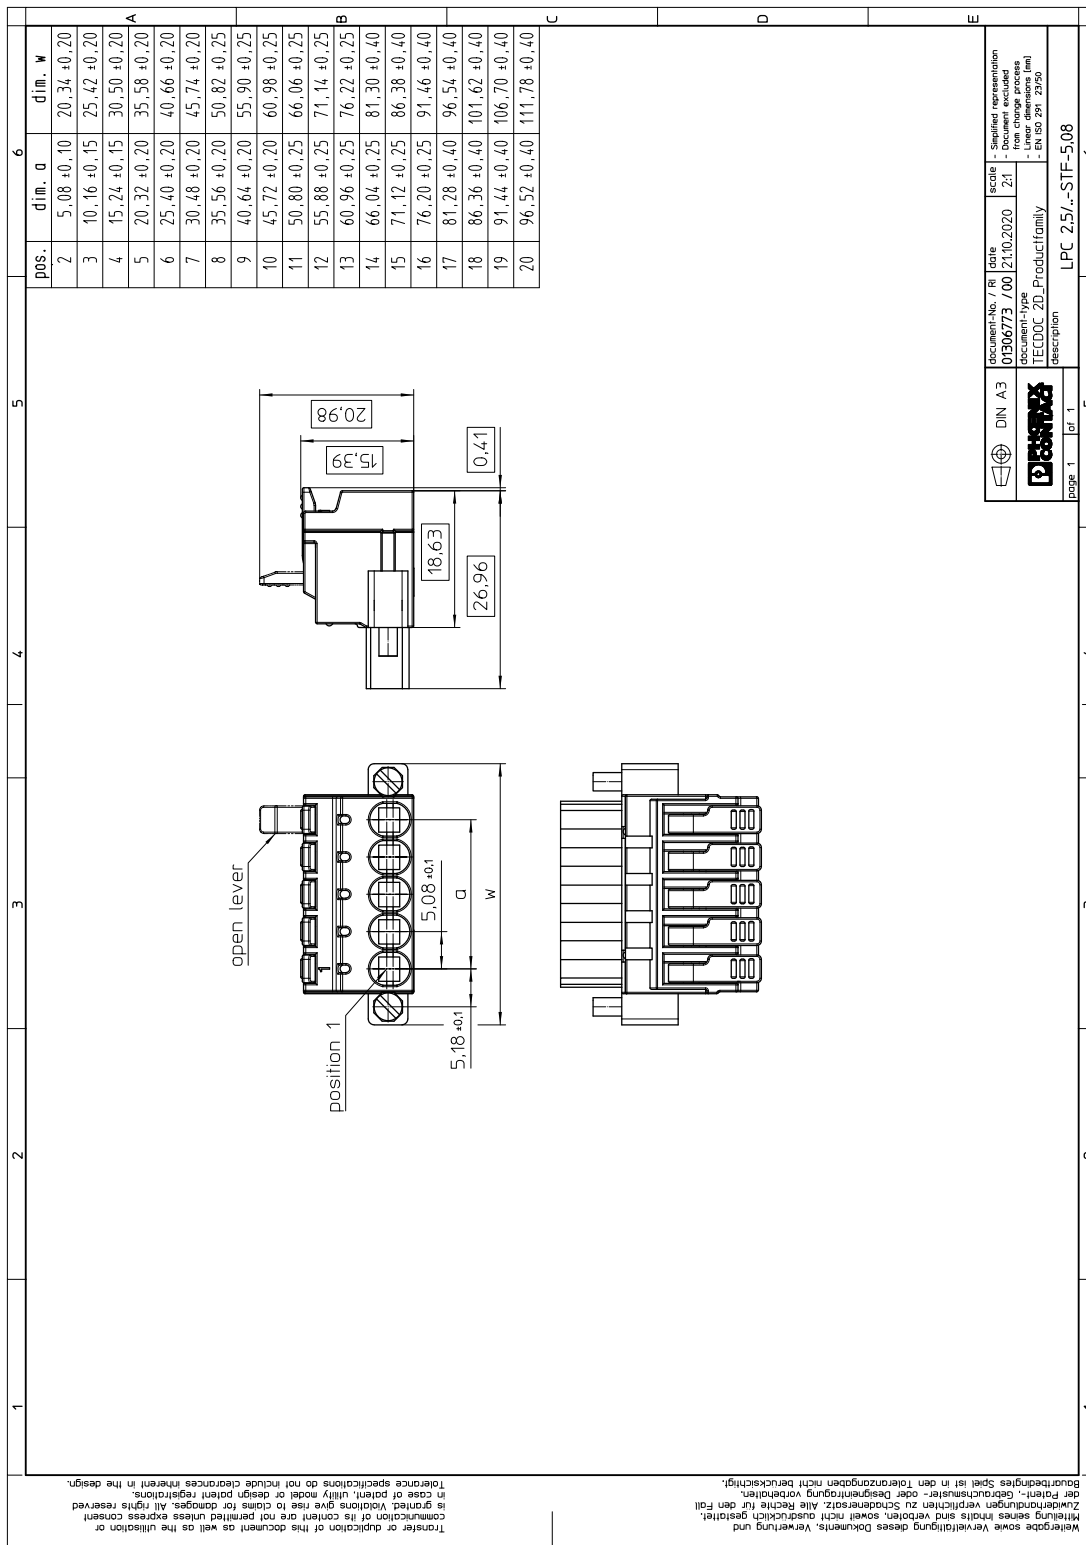 1 2 3 4 5 6
A
B
C
D
E
pos. dim. a dim. w
2 5,08 ±0,10 20,34 ±0,20
3 10,16 ±0,15 25,42 ±0,20
4 15,24 ±0,15 30,50 ±0,20
5 20,32 ±0,20 35,58 ±0,20
6 25,40 ±0,20 40,66 ±0,20
7 30,48 ±0,20 45,74 ±0,20
8 35,56 ±0,20 50,82 ±0,25
9 40,64 ±0,20 55,90 ±0,25
10 45,72 ±0,20 60,98 ±0,25
11 50,80 ±0,25 66,06 ±0,25
12 55,88 ±0,25 71,14 ±0,25
13 60,96 ±0,25 76,22 ±0,25
14 66,04 ±0,25 81,30 ±0,40
15 71,12 ±0,25 86,38 ±0,40
16 76,20 ±0,25 91,46 ±0,40
17 81,28 ±0,40 96,54 ±0,40
18 86,36 ±0,40 101,62 ±0,40
19 91,44 ±0,40 106,70 ±0,40
20 96,52 ±0,40 111,78 ±0,40
open lever
position 1
1
5,08 ±0,1
a
w
5,18 ±0,1
20,98
15,39
18,63
26,96
0,41
DIN A3
PHOENIX
CONTACT
page 1 of 1
document-No. / RI
01306773 / 00
date
21.10.2020
scale
2:1
- Simplified representation
- Document excluded
from change process
- Linear dimensions [mm]
- EN ISO 291 23/50
document-type
TECDOC 2D_Productfamily
description
LPC 2,5/..-STF-5,08
Transfer or duplication of this document as well as the utilisation or
communication of its content are not permitted unless express consent
is granted. Violations give rise to claims for damages. All rights reserved
in case of patent, utility model or design patent registrations.
Tolerance specifications do not include clearances inherent in the design.
Weitergabe sowie Vervielfältigung dieses Dokuments, Verwertung und
Mitteilung seines Inhalts sind verboten, soweit nicht ausdrücklich gestattet.
Zuwiderhandlungen verpflichten zu Schadenersatz. Alle Rechte für den Fall
der Patent-, Gebrauchsmuster- oder Designeintragung vorbehalten.
Bauartbedingtes Spiel ist in den Toleranzangaben nicht berücksichtigt.